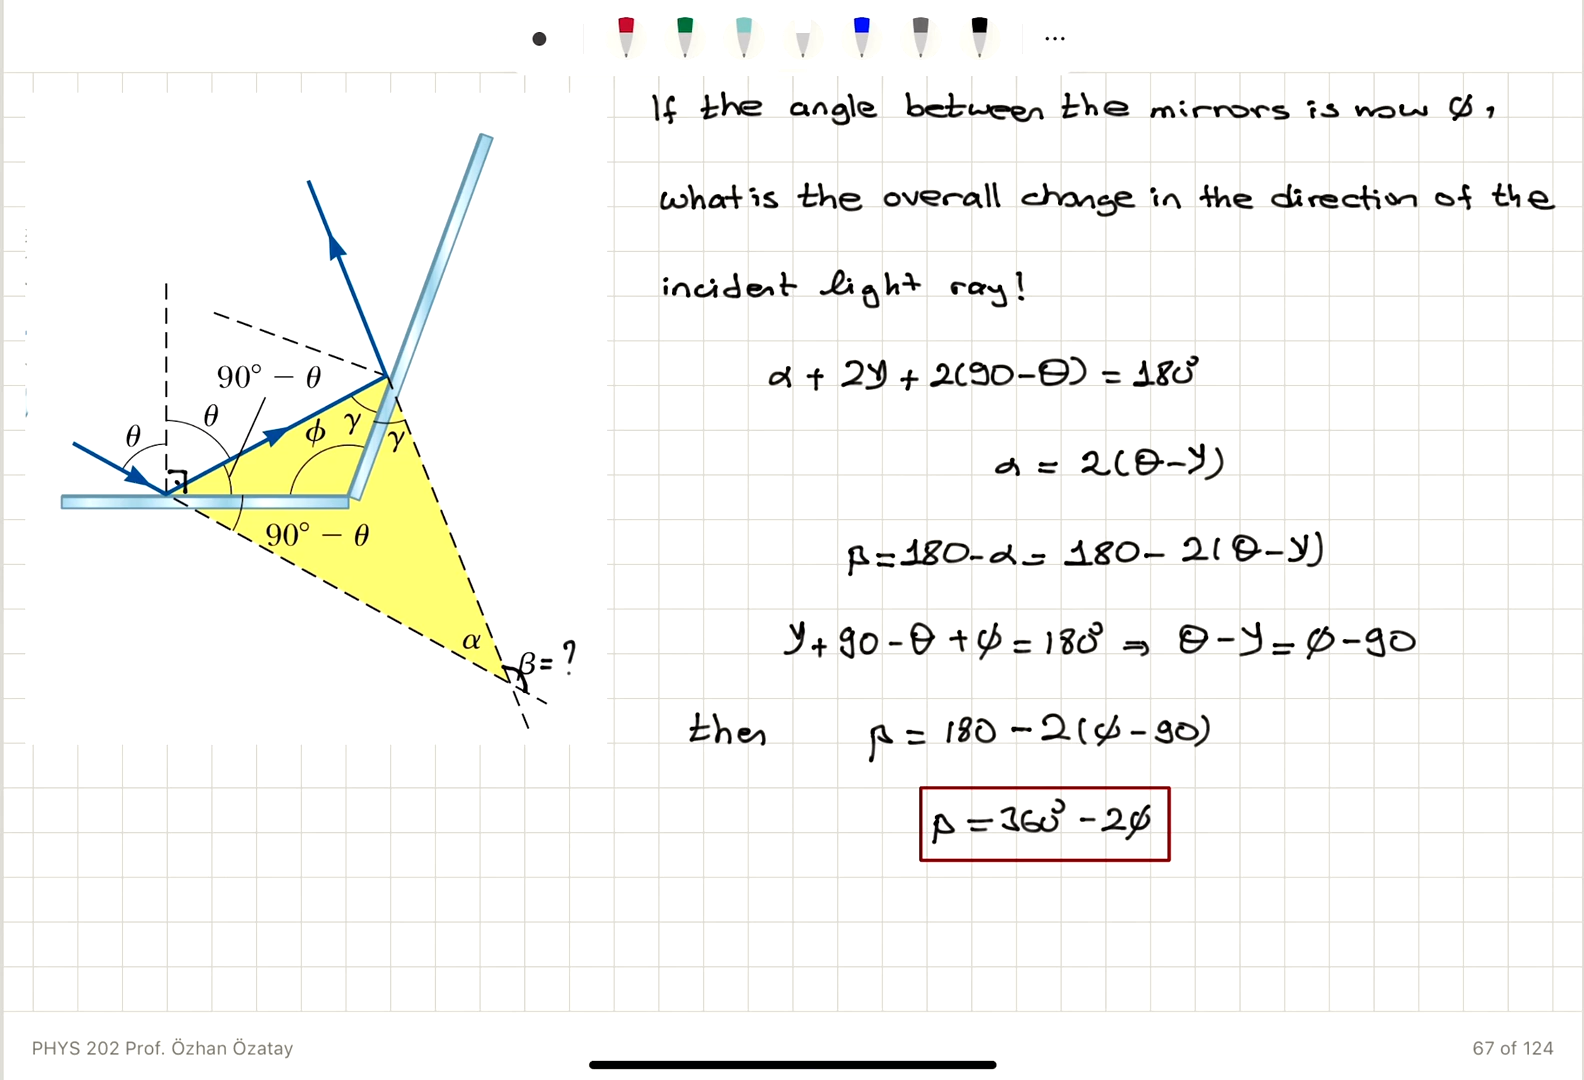 ...
If the angle between the mirrors is now ϕ,
what is the overall change in the direction of the
incident light ray!
α + 2γ + 2(90-θ) = 180°
α = 2(θ-γ)
β = 180-α = 180 - 2(θ-γ)
γ + 90 - θ + ϕ = 180° ⇒ θ - γ = ϕ - 90
then β = 180 - 2(ϕ - 90)
β = 360° - 2ϕ
90° − θ
θ
θ
ϕ γ
γ
90° − θ
α
β = ?
PHYS 202 Prof. Özhan Özatay
67 of 124